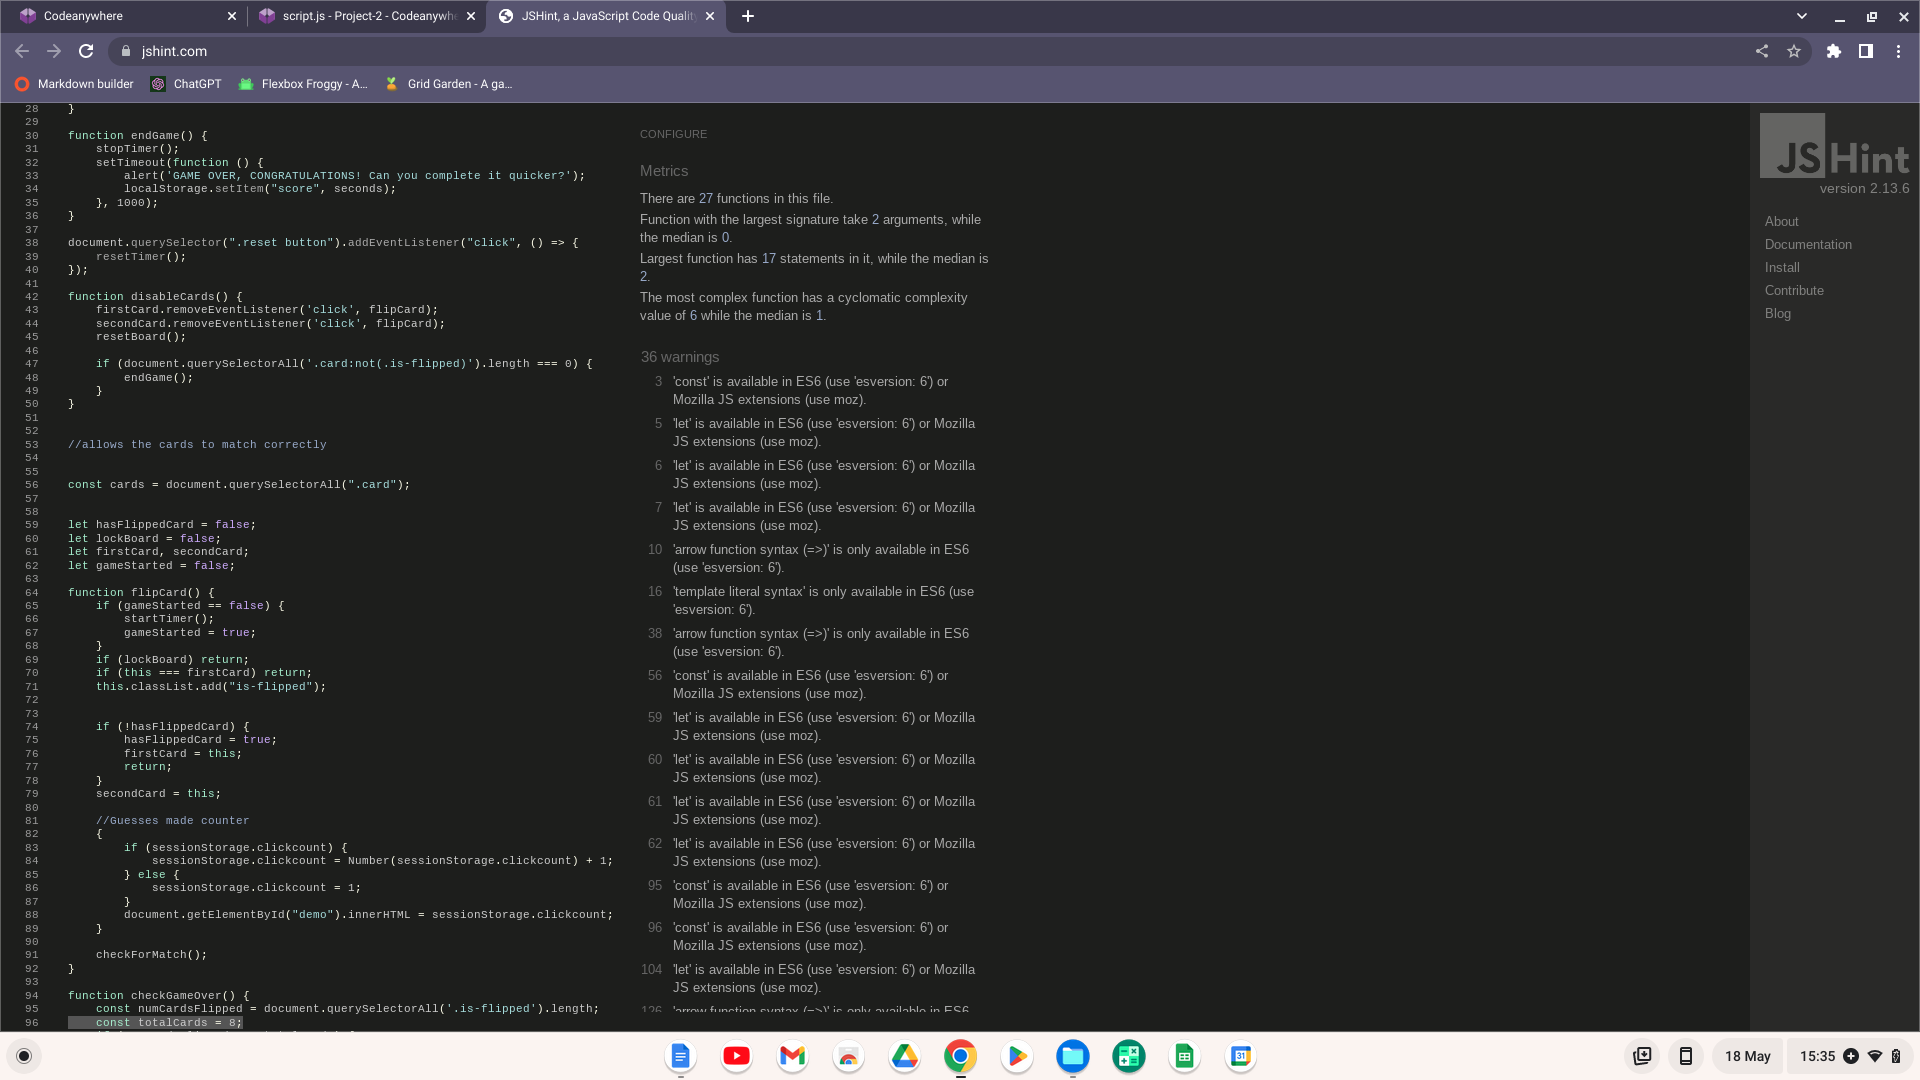 Codeanywhere
script.js - Project-2 - Codeanywhe
JSHint, a JavaScript Code Quality
jshint.com
Markdown builder
ChatGPT
Flexbox Froggy - A...
Grid Garden - A ga...
28 }
29
30 function endGame() {
31 stopTimer();
32 setTimeout(function () {
33 alert('GAME OVER, CONGRATULATIONS! Can you complete it quicker?');
34 localStorage.setItem("score", seconds);
35 }, 1000);
36 }
37
38 document.querySelector(".reset button").addEventListener("click", () => {
39 resetTimer();
40 });
41
42 function disableCards() {
43 firstCard.removeEventListener('click', flipCard);
44 secondCard.removeEventListener('click', flipCard);
45 resetBoard();
46
47 if (document.querySelectorAll('.card:not(.is-flipped)').length === 0) {
48 endGame();
49 }
50 }
51
52
53 //allows the cards to match correctly
54
55
56 const cards = document.querySelectorAll(".card");
57
58
59 let hasFlippedCard = false;
60 let lockBoard = false;
61 let firstCard, secondCard;
62 let gameStarted = false;
63
64 function flipCard() {
65 if (gameStarted == false) {
66 startTimer();
67 gameStarted = true;
68 }
69 if (lockBoard) return;
70 if (this === firstCard) return;
71 this.classList.add("is-flipped");
72
73
74 if (!hasFlippedCard) {
75 hasFlippedCard = true;
76 firstCard = this;
77 return;
78 }
79 secondCard = this;
80
81 //Guesses made counter
82 {
83 if (sessionStorage.clickcount) {
84 sessionStorage.clickcount = Number(sessionStorage.clickcount) + 1;
85 } else {
86 sessionStorage.clickcount = 1;
87 }
88 document.getElementById("demo").innerHTML = sessionStorage.clickcount;
89 }
90
91 checkForMatch();
92 }
93
94 function checkGameOver() {
95 const numCardsFlipped = document.querySelectorAll('.is-flipped').length;
96 const totalCards = 8;
CONFIGURE
Metrics
There are 27 functions in this file.
Function with the largest signature take 2 arguments, while
the median is 0.
Largest function has 17 statements in it, while the median is
2.
The most complex function has a cyclomatic complexity
value of 6 while the median is 1.
36 warnings
3 'const' is available in ES6 (use 'esversion: 6') or
Mozilla JS extensions (use moz).
5 'let' is available in ES6 (use 'esversion: 6') or Mozilla
JS extensions (use moz).
6 'let' is available in ES6 (use 'esversion: 6') or Mozilla
JS extensions (use moz).
7 'let' is available in ES6 (use 'esversion: 6') or Mozilla
JS extensions (use moz).
10 'arrow function syntax (=>)' is only available in ES6
(use 'esversion: 6').
16 'template literal syntax' is only available in ES6 (use
'esversion: 6').
38 'arrow function syntax (=>)' is only available in ES6
(use 'esversion: 6').
56 'const' is available in ES6 (use 'esversion: 6') or
Mozilla JS extensions (use moz).
59 'let' is available in ES6 (use 'esversion: 6') or Mozilla
JS extensions (use moz).
60 'let' is available in ES6 (use 'esversion: 6') or Mozilla
JS extensions (use moz).
61 'let' is available in ES6 (use 'esversion: 6') or Mozilla
JS extensions (use moz).
62 'let' is available in ES6 (use 'esversion: 6') or Mozilla
JS extensions (use moz).
95 'const' is available in ES6 (use 'esversion: 6') or
Mozilla JS extensions (use moz).
96 'const' is available in ES6 (use 'esversion: 6') or
Mozilla JS extensions (use moz).
104 'let' is available in ES6 (use 'esversion: 6') or Mozilla
JS extensions (use moz).
126 'arrow function syntax (=>)' is only available in ES6
JSHint
version 2.13.6
About
Documentation
Install
Contribute
Blog
31
18 May
15:35